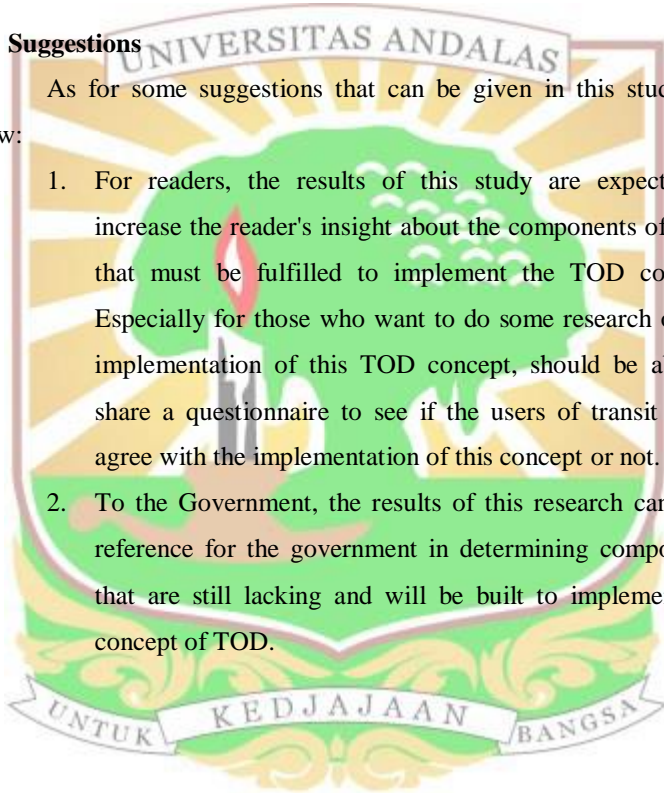 UNIVERSITAS ANDALAS
Suggestions
As for some suggestions that can be given in this stud
w:
1. For readers, the results of this study are expect
increase the reader's insight about the components of
that must be fulfilled to implement the TOD co
Especially for those who want to do some research o
implementation of this TOD concept, should be a
share a questionnaire to see if the users of transit
agree with the implementation of this concept or not.
2. To the Government, the results of this research can
reference for the government in determining compo
that are still lacking and will be built to impleme
concept of TOD.
UNTUK KEDJAJAAN BANGSA